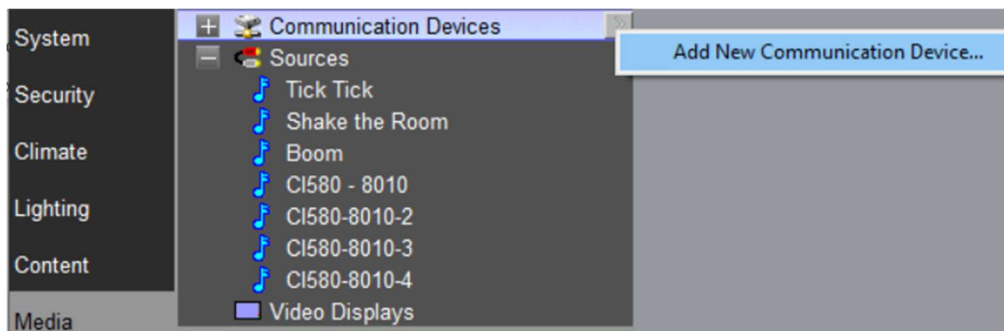 System
Security
Climate
Lighting
Content
Media
Communication Devices
Sources
Tick Tick
Shake the Room
Boom
CI580 - 8010
CI580-8010-2
CI580-8010-3
CI580-8010-4
Video Displays
Add New Communication Device...